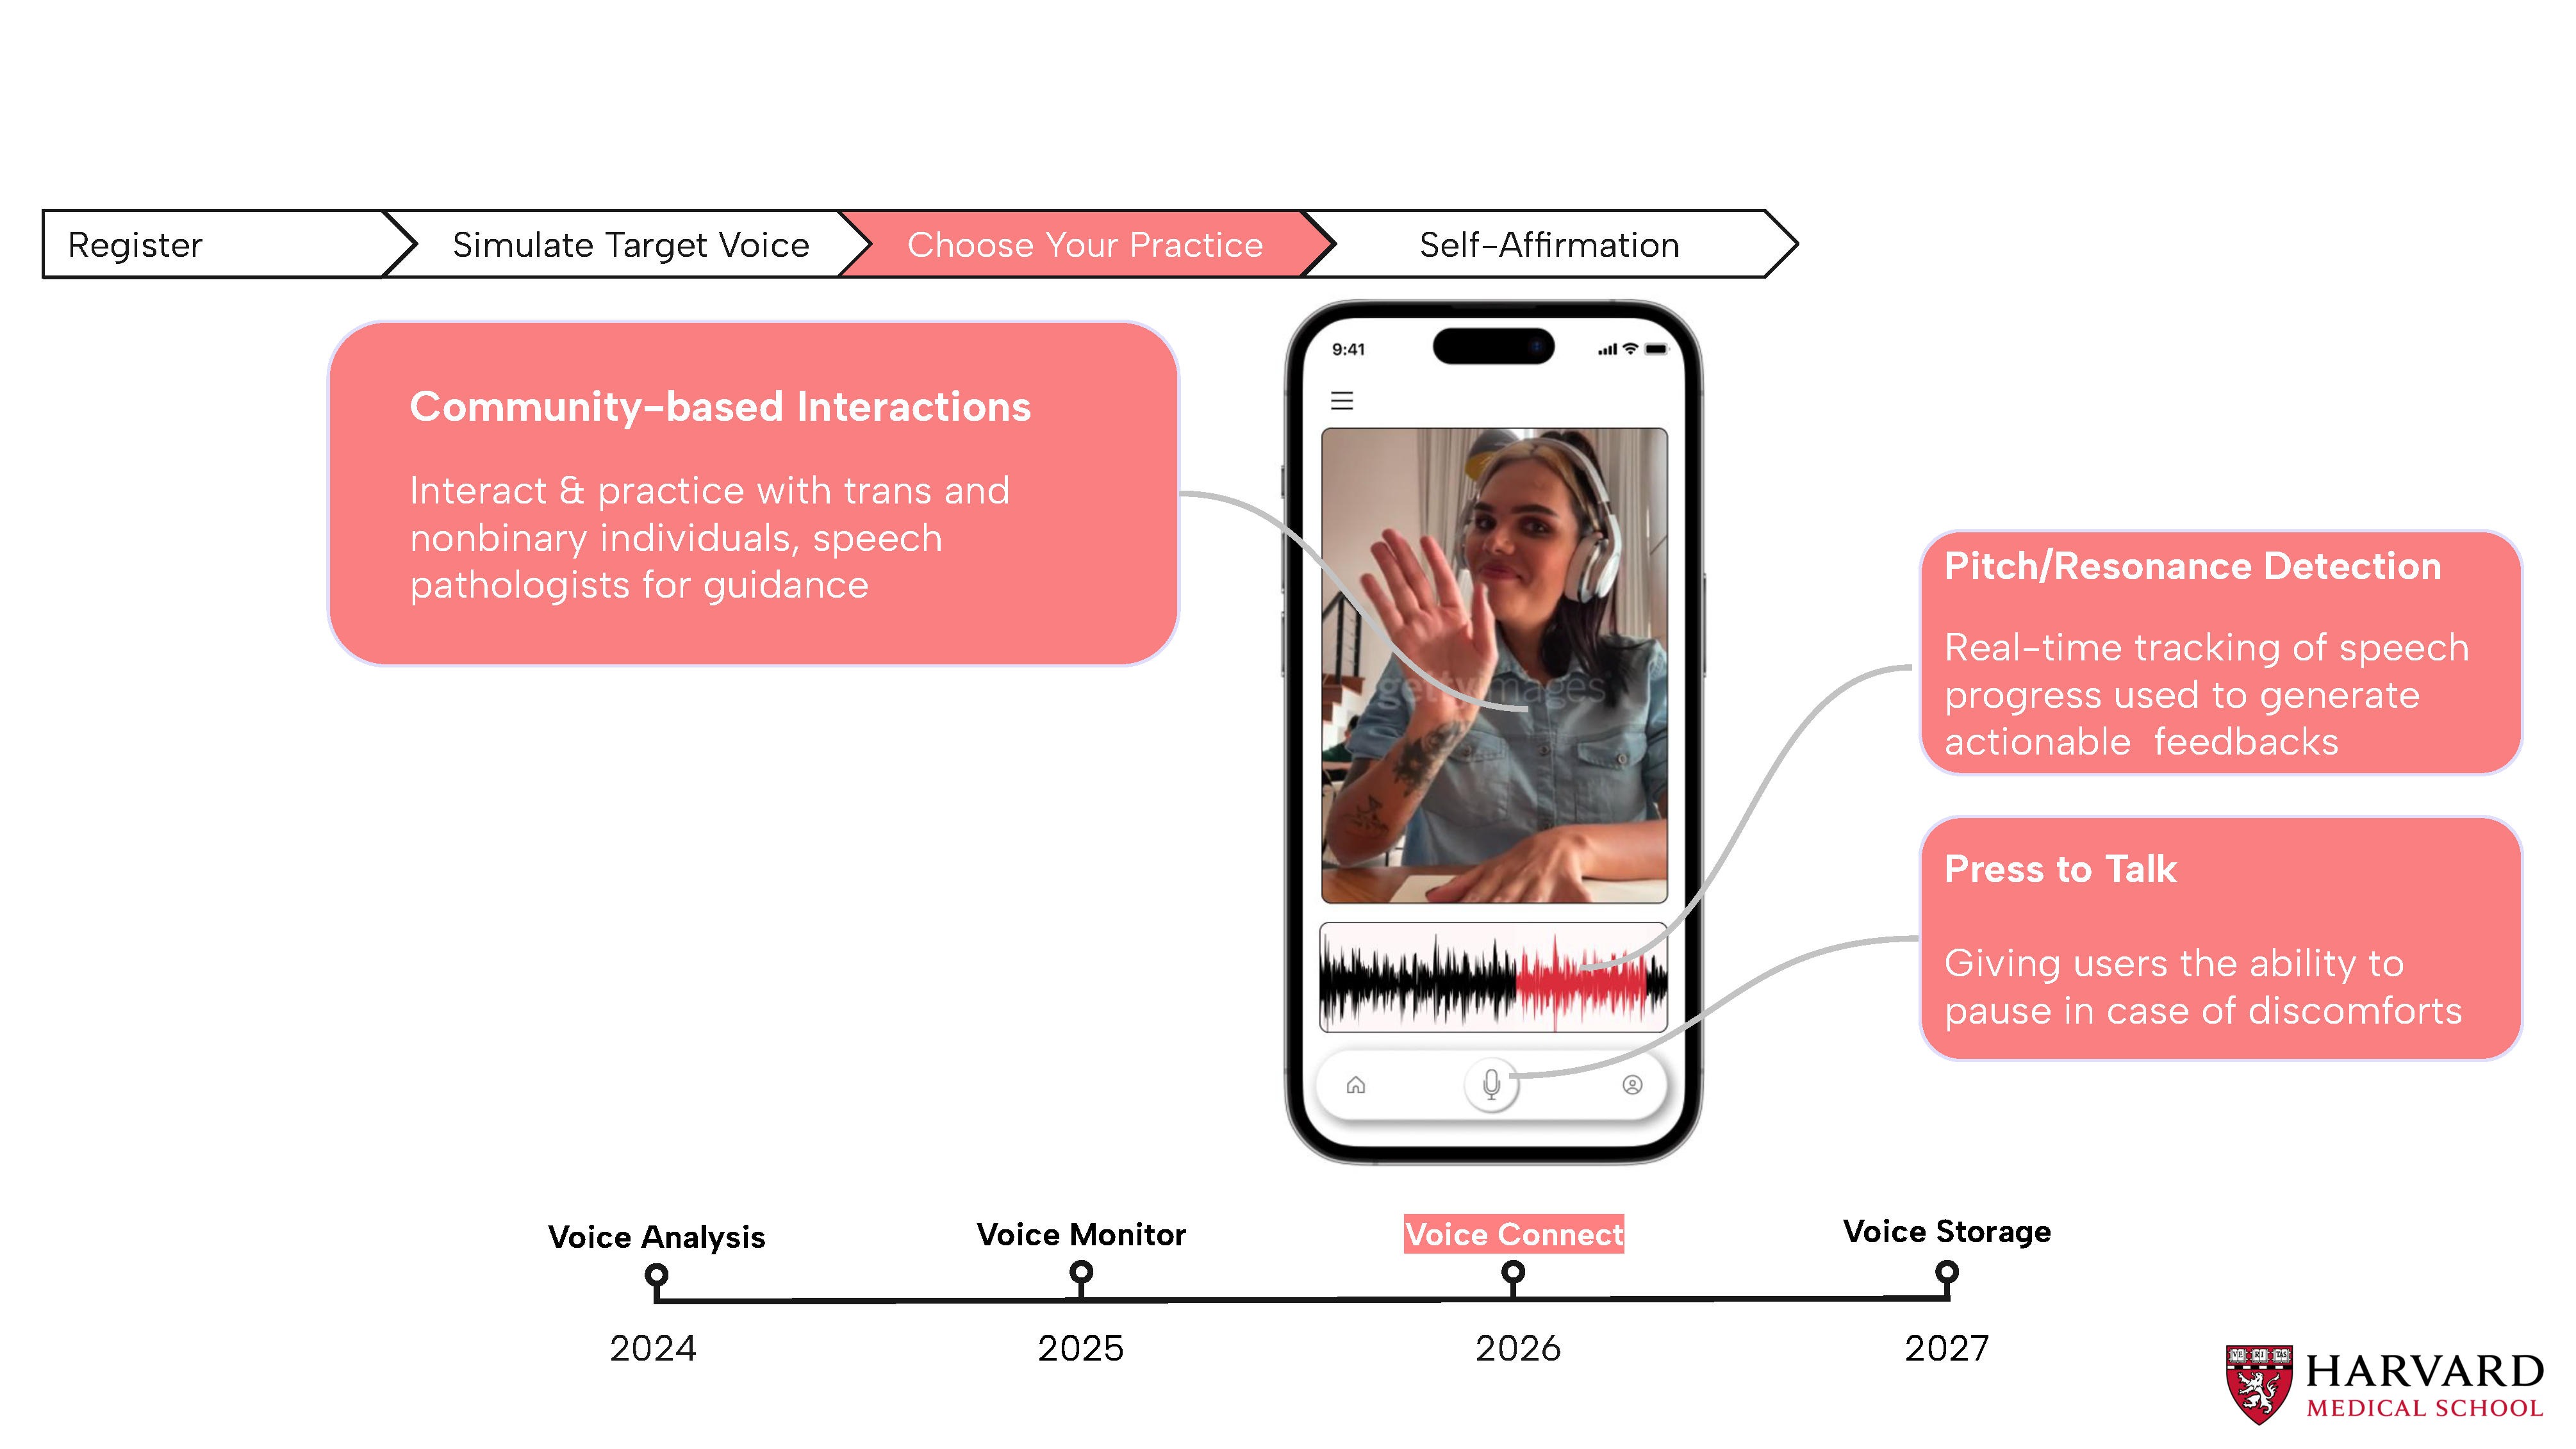 Register
Simulate Target Voice
Choose Your Practice
Self-Affirmation
Community-based Interactions
Interact & practice with trans and
nonbinary individuals, speech
pathologists for guidance
9:41
gettyimages
Pitch/Resonance Detection
Real-time tracking of speech
progress used to generate
actionable feedbacks
Press to Talk
Giving users the ability to
pause in case of discomforts
Voice Analysis
Voice Monitor
Voice Connect
Voice Storage
2024
2025
2026
2027
VE RI TAS
HARVARD
MEDICAL SCHOOL